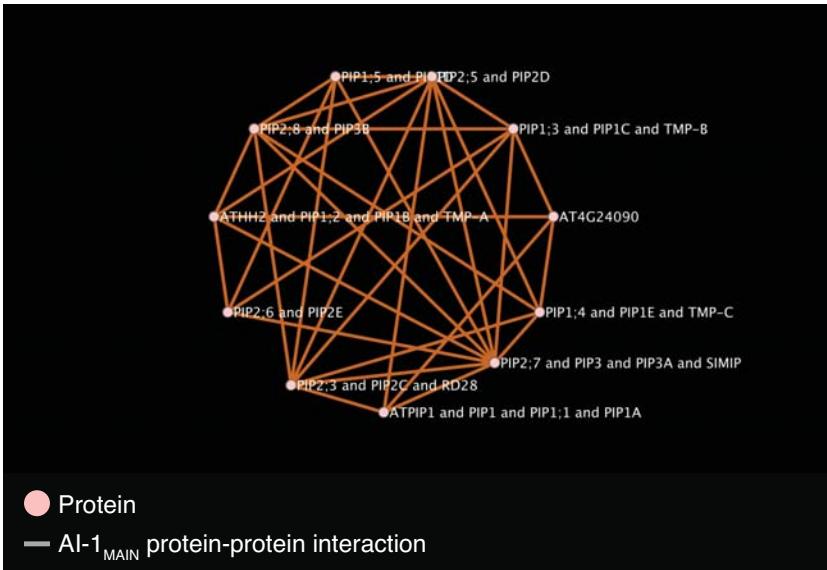 PIP1;5 and PIP1D
PIP2;5 and PIP2D
PIP2;8 and PIP3B
PIP1;3 and PIP1C and TMP-B
ATHH2 and PIP1;2 and PIP1B and TMP-A
AT4G24090
PIP2;6 and PIP2E
PIP1;4 and PIP1E and TMP-C
PIP2;7 and PIP3 and PIP3A and SIMIP
PIP2;3 and PIP2C and RD28
ATPIP1 and PIP1 and PIP1;1 and PIP1A
Protein
AI-1MAIN protein-protein interaction